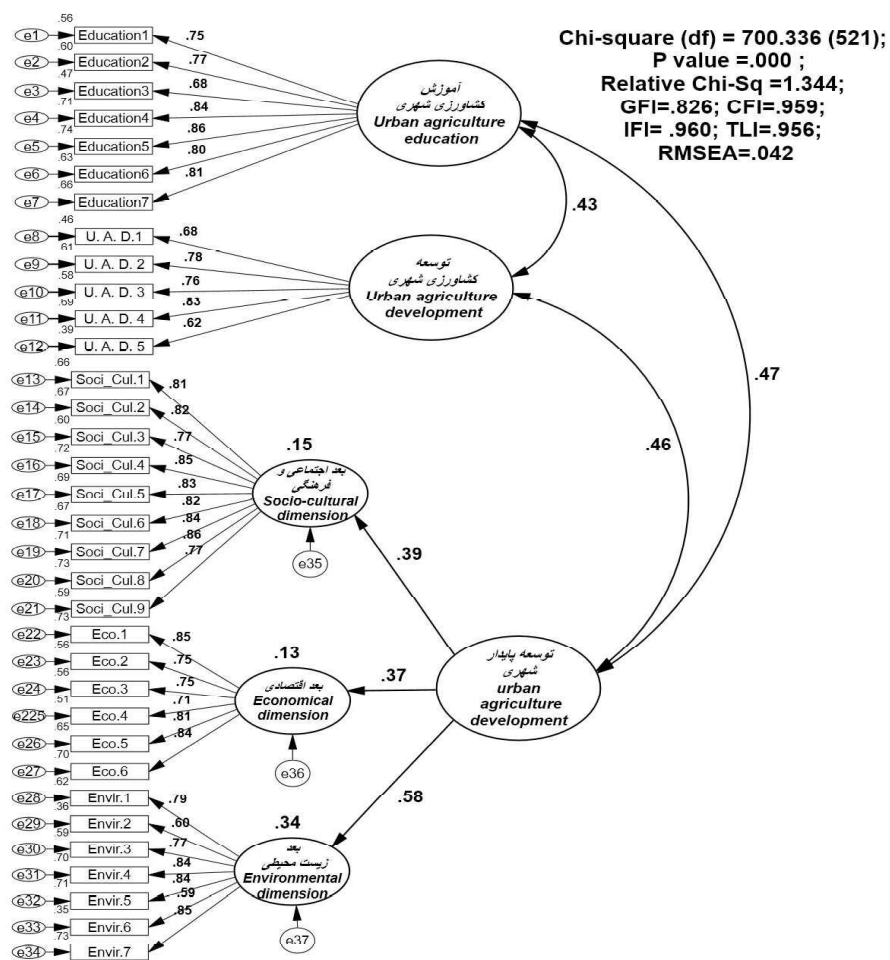 Chi-square (df) = 700.336 (521);
P value =.000 ;
Relative Chi-Sq =1.344;
GFI=.826; CFI=.959;
IFI= .960; TLI=.956;
RMSEA=.042
.56
e1 Education1 .75
.60
e2 Education2 .77
.47
e3 Education3 .68
.71
e4 Education4 .84
.74
e5 Education5 .86
.63
e6 Education6 .80
.66
e7 Education7 .81
آموزش
کشاورزی شهری
Urban agriculture
education
.43
.46
e8 U. A. D.1 .68
.61
e9 U. A. D. 2 .78
.58
e10 U. A. D. 3 .76
.69
e11 U. A. D. 4 .83
.39
e12 U. A. D. 5 .62
توسعه
کشاورزی شهری
Urban agriculture
development
.47
.46
.66
e13 Soci_Cul.1 .81
.67
e14 Soci_Cul.2 .82
.60
e15 Soci_Cul.3 .77
.72
e16 Soci_Cul.4 .85
.69
e17 Soci_Cul.5 .83
.67
e18 Soci_Cul.6 .82
.71
e19 Soci_Cul.7 .84
.73
e20 Soci_Cul.8 .86
.59
e21 Soci_Cul.9 .77
.15
بعد اجتماعی و
فرهنگی
Socio-cultural
dimension
e35
.39
.73
e22 Eco.1 .85
.56
e23 Eco.2 .75
.56
e24 Eco.3 .75
.51
e225 Eco.4 .71
.65
e26 Eco.5 .81
.70
e27 Eco.6 .84
.13
بعد اقتصادی
Economical
dimension
e36
.37
توسعه پایدار
شهری
urban
agriculture
development
.58
.62
e28 Envir.1 .79
.36
e29 Envir.2 .60
.59
e30 Envir.3 .77
.70
e31 Envir.4 .84
.71
e32 Envir.5 .84
.35
e33 Envir.6 .59
.73
e34 Envir.7 .85
.34
بعد
زیست محیطی
Environmental
dimension
e37